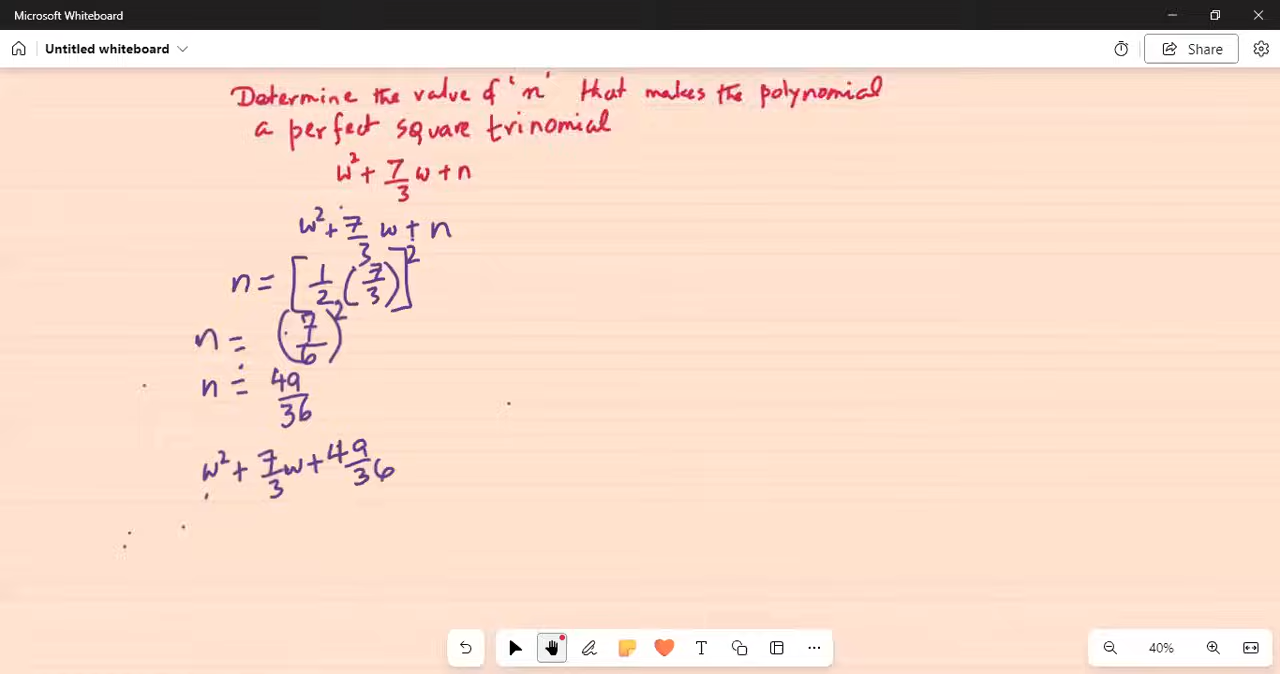 Microsoft Whiteboard
Untitled whiteboard
Share
Determine the value of 'n' that makes the polynomial
a perfect square trinomial
w² + 7/3 w + n
w² + 7/3 w + n
n = [1/2 (7/3)]²
n = (7/6)²
n = 49/36
w² + 7/3 w + 49/36
40%